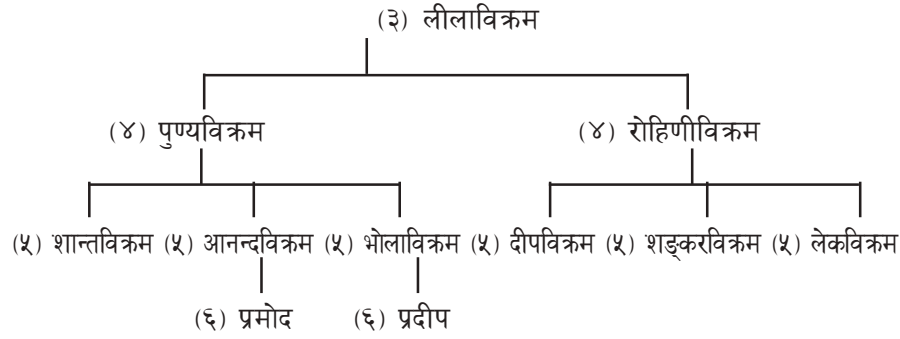 (३) लीलाविक्रम
(४) पुण्यविक्रम (४) रोहिणीविक्रम
(५) शान्तविक्रम (५) आनन्दविक्रम (५) भोलाविक्रम (५) दीपविक्रम (५) शङ्करविक्रम (५) लेकविक्रम
(६) प्रमोद (६) प्रदीप